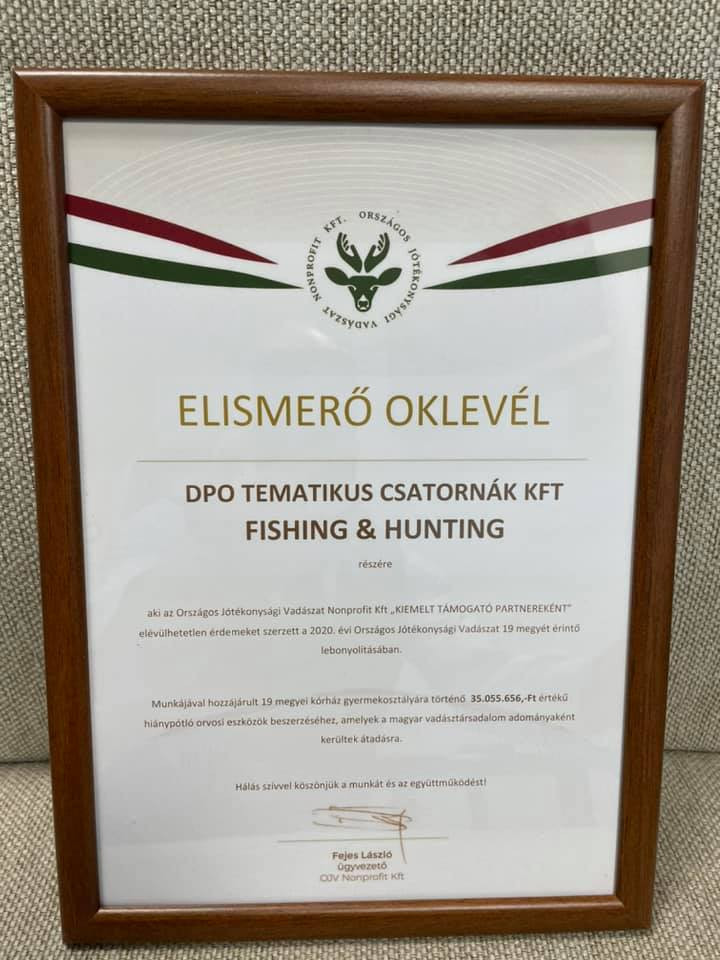 ORSZÁGOS JÓTÉKONYSÁGI VADÁSZAT NONPROFIT KFT.
ELISMERŐ OKLEVÉL
DPO TEMATIKUS CSATORNÁK KFT
FISHING & HUNTING
részére
aki az Országos Jótékonysági Vadászat Nonprofit Kft „KIEMELT TÁMOGATÓ PARTNEREKÉNT”
elévülhetetlen érdemeket szerzett a 2020. évi Országos Jótékonysági Vadászat 19 megyét érintő
lebonyolításában.
Munkájával hozzájárult 19 megyei kórház gyermekosztályára történő 35.055.656,-Ft értékű
hiánypótló orvosi eszközök beszerzéséhez, amelyek a magyar vadásztársadalom adományaként
kerültek átadásra.
Hálás szívvel köszönjük a munkát és az együttműködést!
Fejes László
ügyvezető
OJV Nonprofit Kft